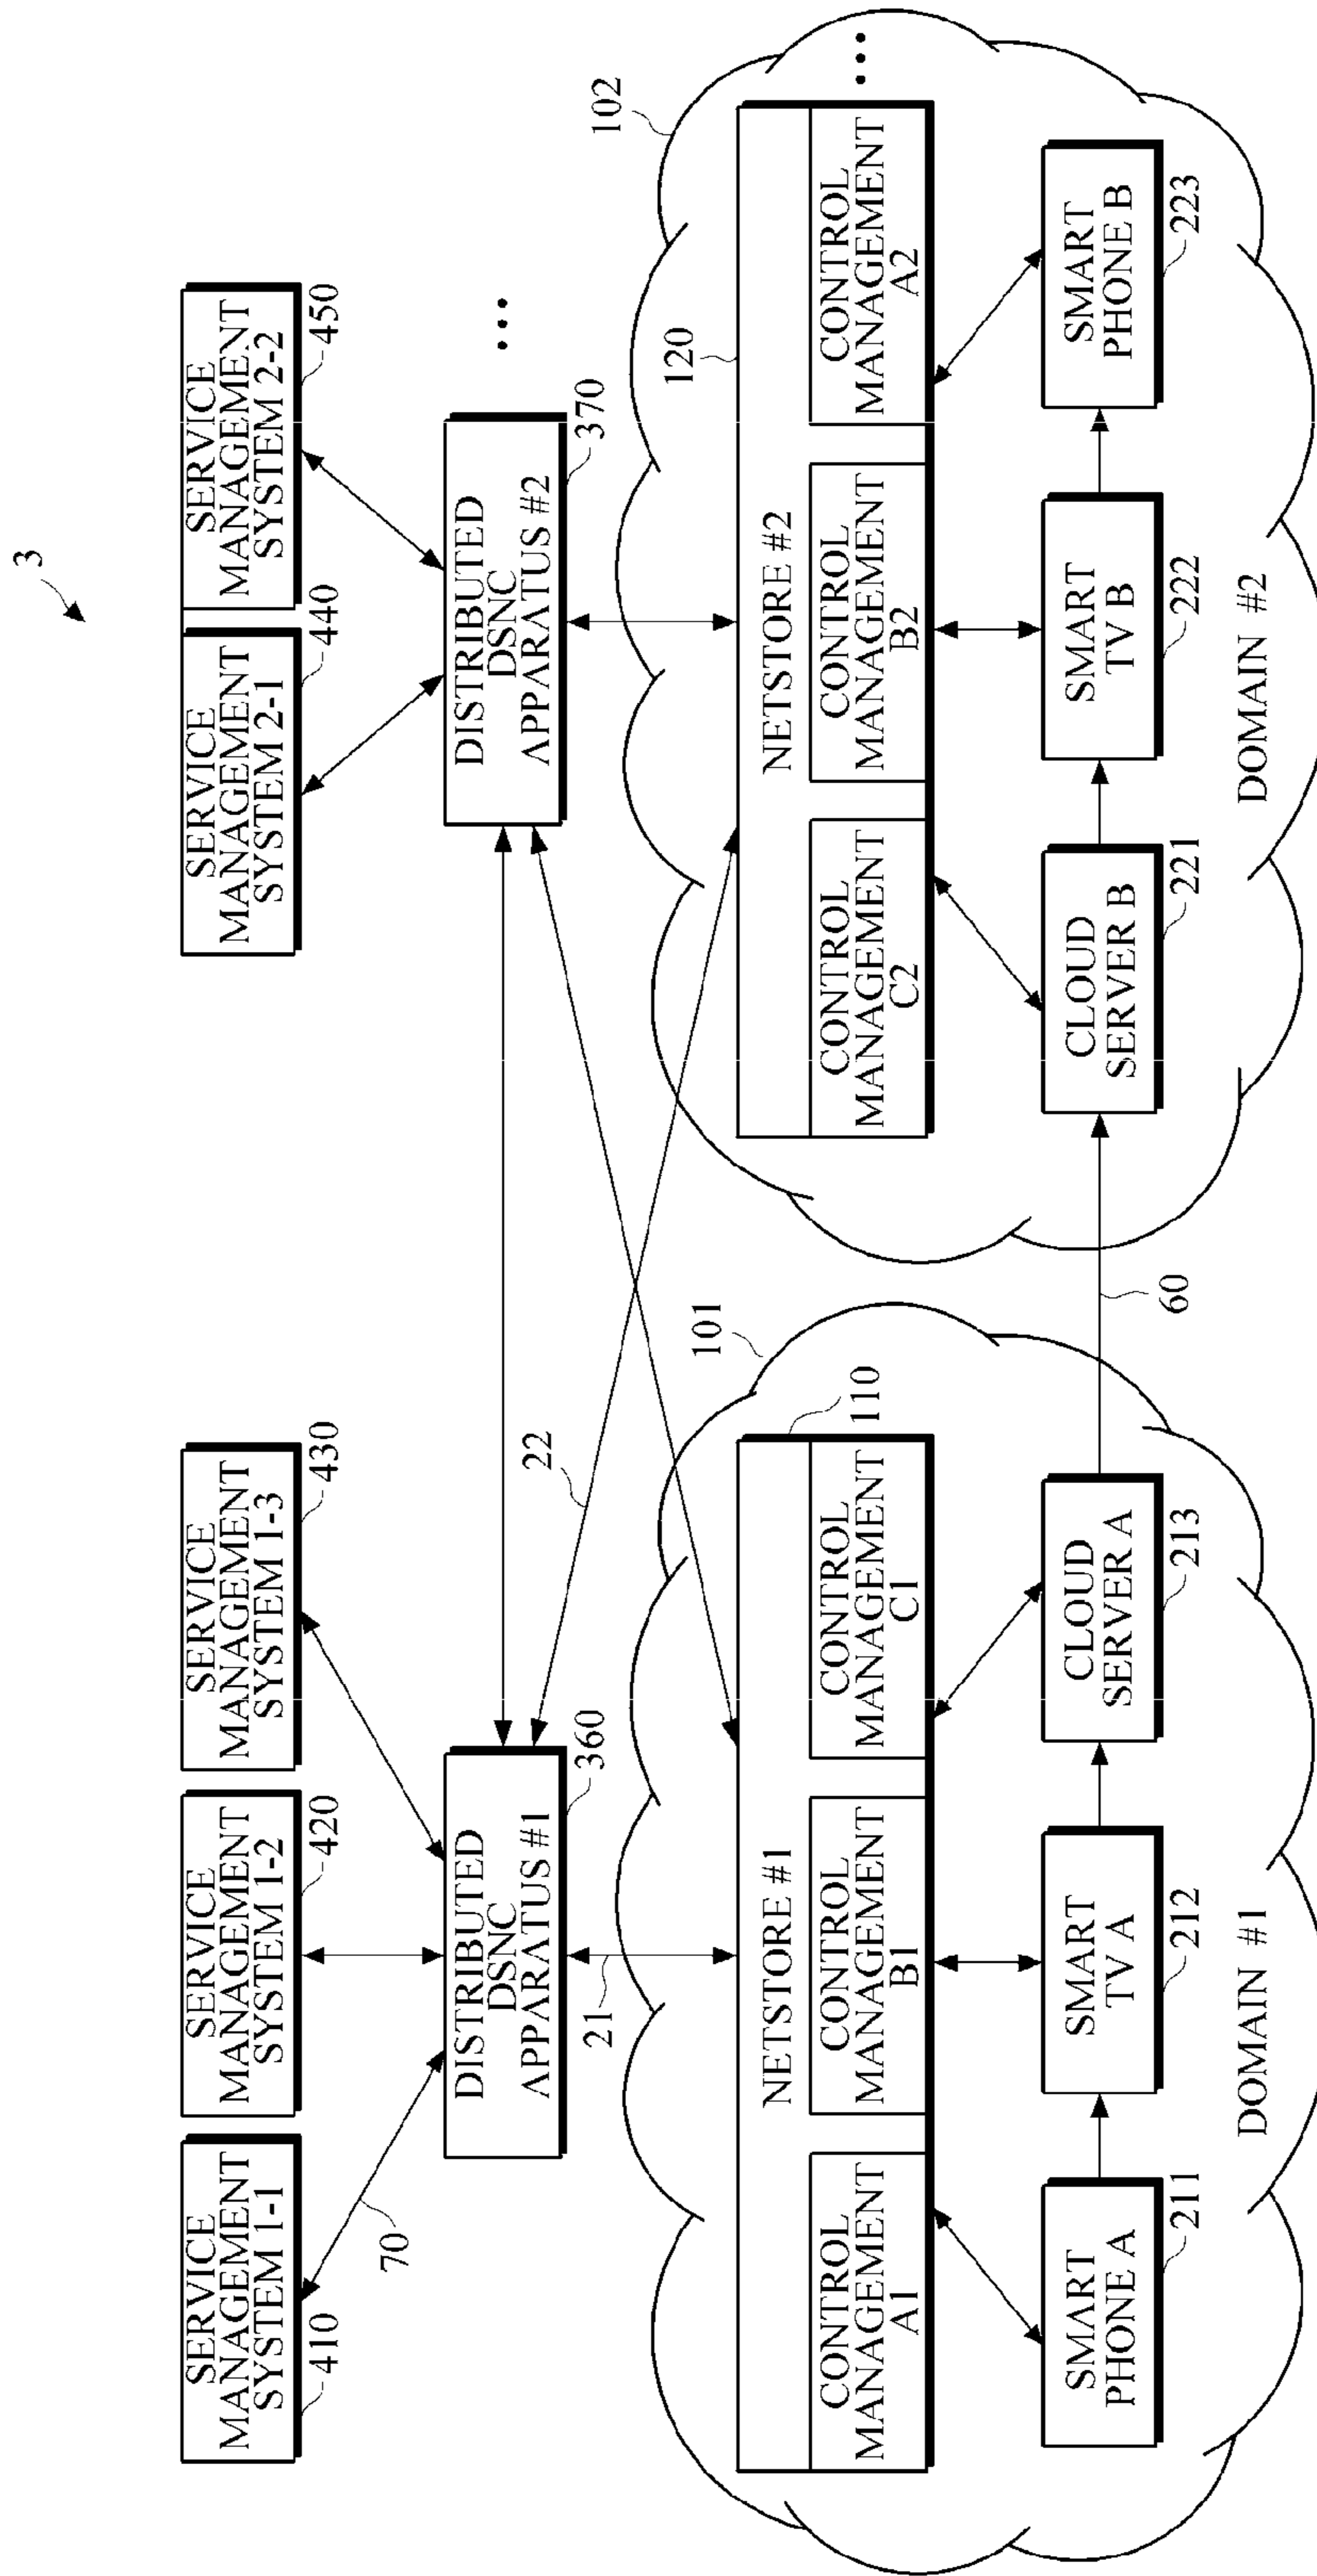 3
SERVICE
MANAGEMENT
SYSTEM 1-1
410
SERVICE
MANAGEMENT
SYSTEM 1-2
420
SERVICE
MANAGEMENT
SYSTEM 1-3
430
SERVICE
MANAGEMENT
SYSTEM 2-1
440
SERVICE
MANAGEMENT
SYSTEM 2-2
450
70
DISTRIBUTED
DSNC
APPARATUS #1
360
22
DISTRIBUTED
DSNC
APPARATUS #2
370
...
21
101
110
NETSTORE #1
CONTROL
MANAGEMENT
A1
CONTROL
MANAGEMENT
B1
CONTROL
MANAGEMENT
C1
102
120
NETSTORE #2
CONTROL
MANAGEMENT
C2
CONTROL
MANAGEMENT
B2
CONTROL
MANAGEMENT
A2
...
SMART
PHONE A
211
SMART
TV A
212
CLOUD
SERVER A
213
60
CLOUD
SERVER B
221
SMART
TV B
222
SMART
PHONE B
223
DOMAIN #1
DOMAIN #2